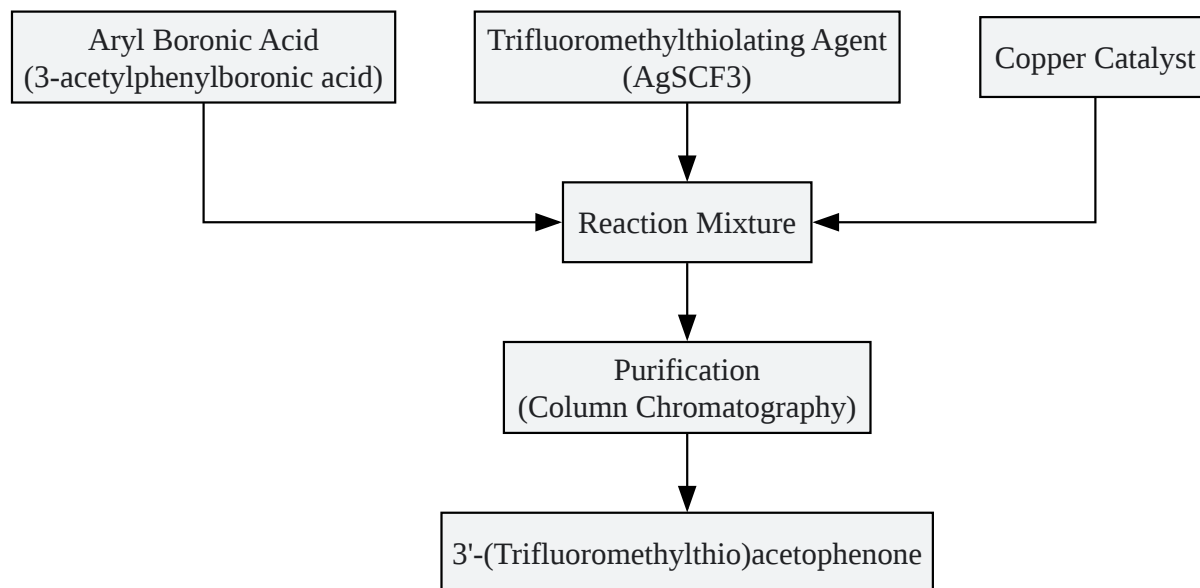 Aryl Boronic Acid
(3-acetylphenylboronic acid)
Trifluoromethylthiolating Agent
(AgSCF3)
Copper Catalyst
Reaction Mixture
Purification
(Column Chromatography)
3'-(Trifluoromethylthio)acetophenone